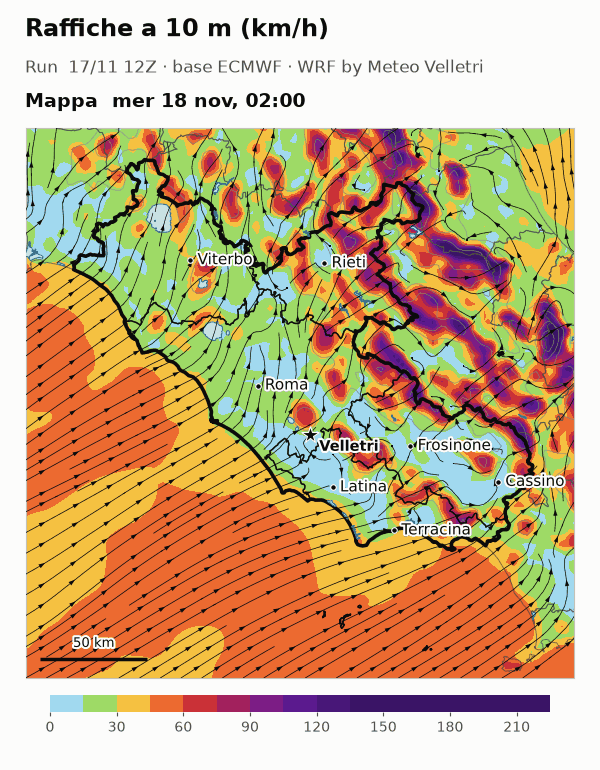 Raffiche a 10 m (km/h)
Run  17/11 12Z · base ECMWF · WRF by Meteo Velletri
Mappa  mer 18 nov, 02:00
Viterbo
Rieti
Roma
Velletri
Frosinone
Cassino
Latina
Terracina
50 km
0 30 60 90 120 150 180 210